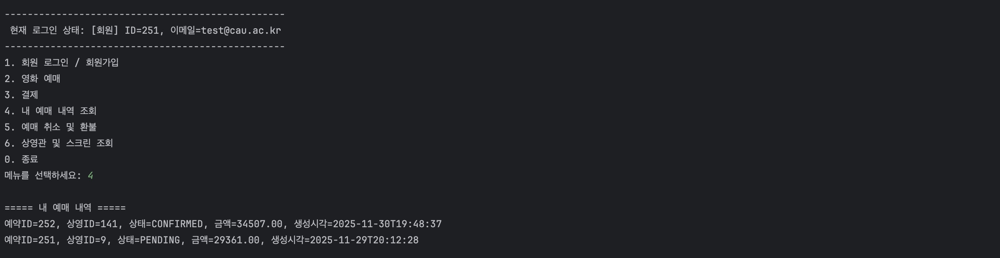 -------------------------------------------------
현재 로그인 상태: [회원] ID=251, 이메일=test@cau.ac.kr
-------------------------------------------------
1. 회원 로그인 / 회원가입
2. 영화 예매
3. 결제
4. 내 예매 내역 조회
5. 예매 취소 및 환불
6. 상영관 및 스크린 조회
0. 종료
메뉴를 선택하세요: 4
===== 내 예매 내역 =====
예약ID=252, 상영ID=141, 상태=CONFIRMED, 금액=34507.00, 생성시각=2025-11-30T19:48:37
예약ID=251, 상영ID=9, 상태=PENDING, 금액=29361.00, 생성시각=2025-11-29T20:12:28